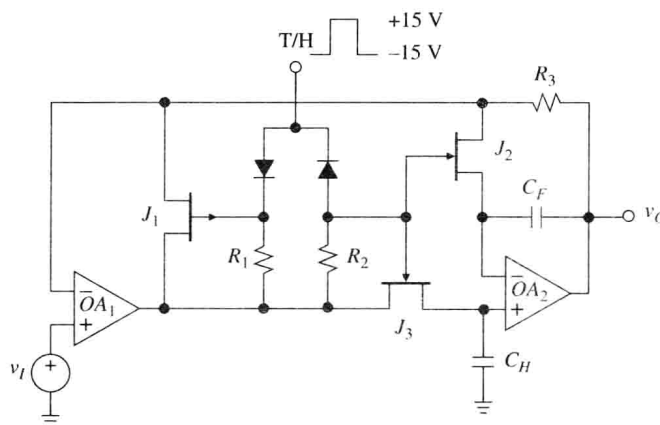 +15 V
T/H
−15 V
R3
J2
J1
CF
vO
R1
R2
−
OA1
+
−
OA2
+
J3
vI
+
CH